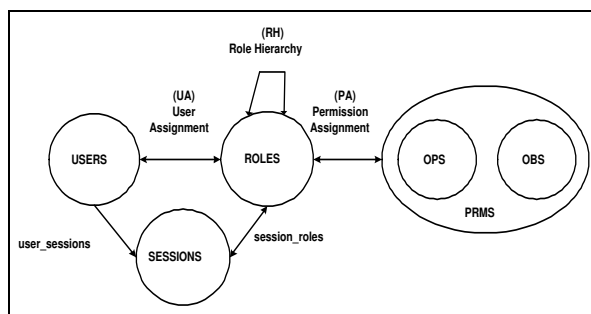 (RH)
Role Hierarchy
(UA)
User
Assignment
(PA)
Permission
Assignment
USERS
ROLES
OPS
OBS
PRMS
user_sessions
session_roles
SESSIONS